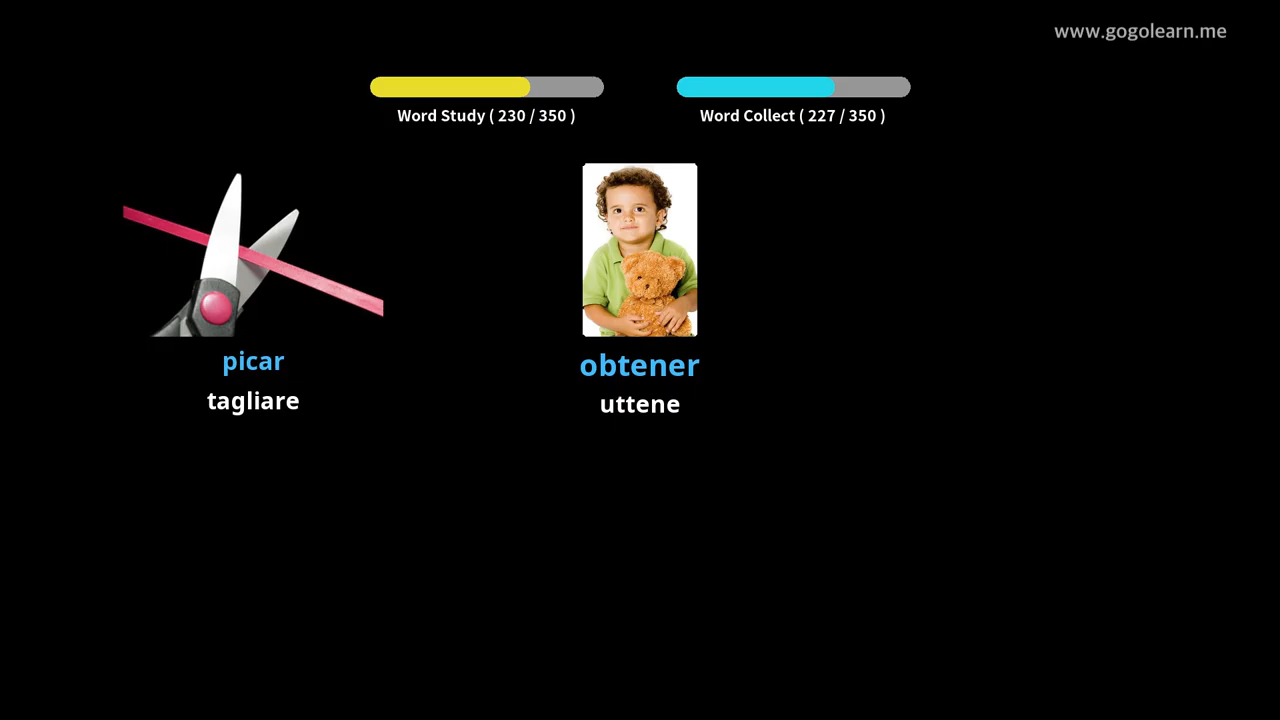 www.gogolearn.me
Word Study ( 230 / 350 )
Word Collect ( 227 / 350 )
picar
tagliare
obtener
uttene